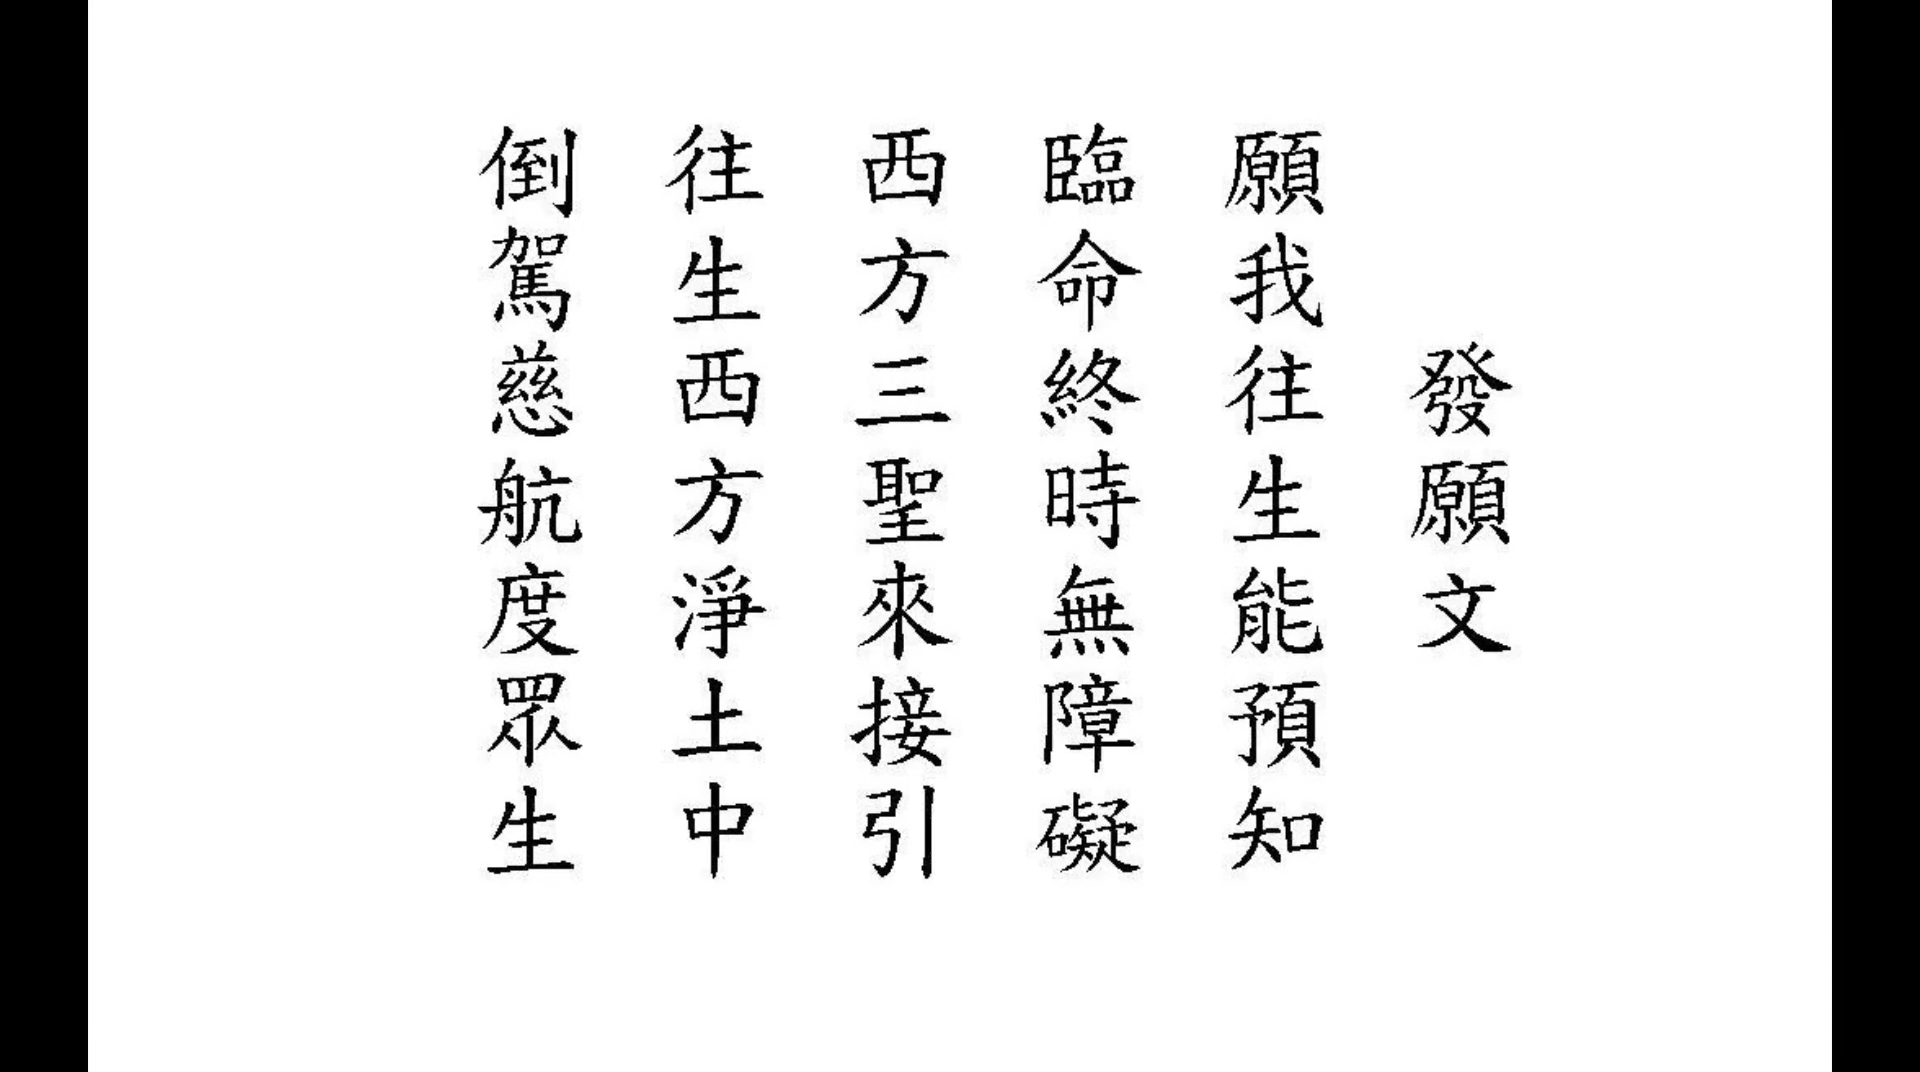 發願文
願我往生能預知
臨命終時無障礙
西方三聖來接引
往生西方淨土中
倒駕慈航度眾生